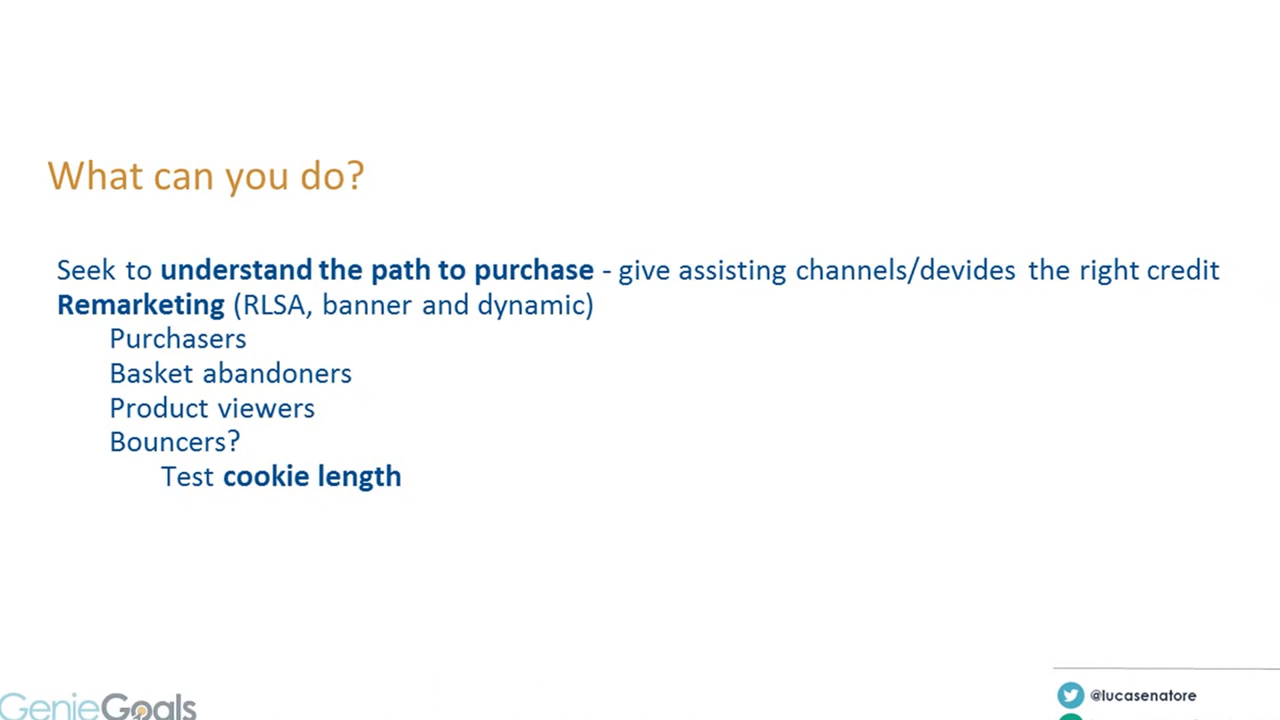 What can you do?
Seek to understand the path to purchase - give assisting channels/devides the right credit
Remarketing (RLSA, banner and dynamic)
Purchasers
Basket abandoners
Product viewers
Bouncers?
Test cookie length
GenieGoals
@lucasenatore